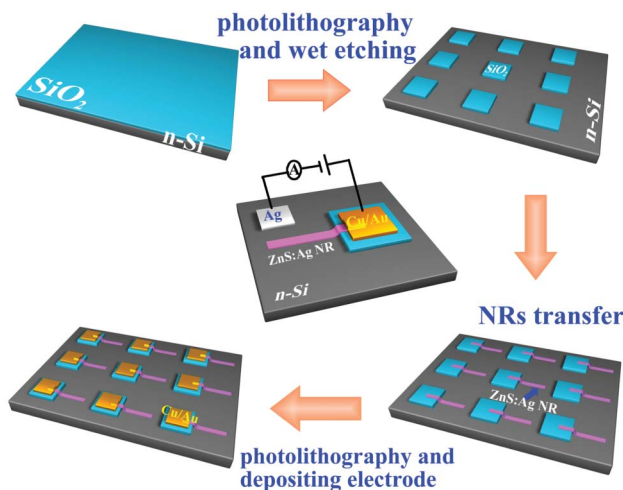 photolithography
and wet etching
SiO2
n-Si
SiO2
n-Si
A
Ag
Cu/Au
ZnS:Ag NR
n-Si
NRs transfer
ZnS:Ag NR
Cu/Au
photolithography and
depositing electrode